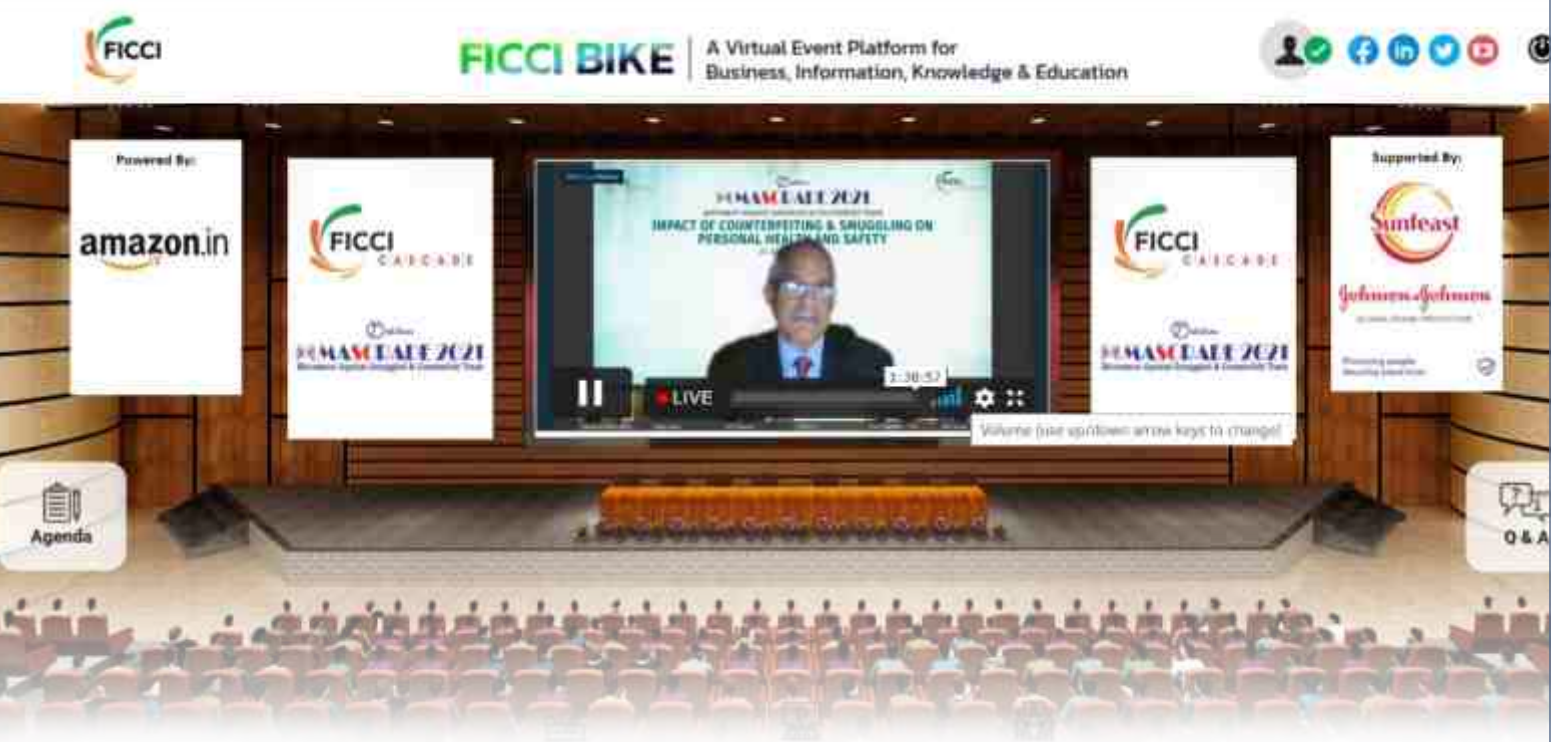 FICCI
FICCI BIKE
A Virtual Event Platform for
Business, Information, Knowledge & Education
Powered By:
amazon.in
FICCI
CASCADE
MASCRADE 2021
MASCRADE 2021
IMPACT OF COUNTERFEITING & SMUGGLING ON
PERSONAL HEALTH AND SAFETY
1:36:57
LIVE
Volume (use up/down arrow keys to change)
FICCI
CASCADE
MASCRADE 2021
Supported By:
Sunfeast
Johnson & Johnson
Agenda
Q & A